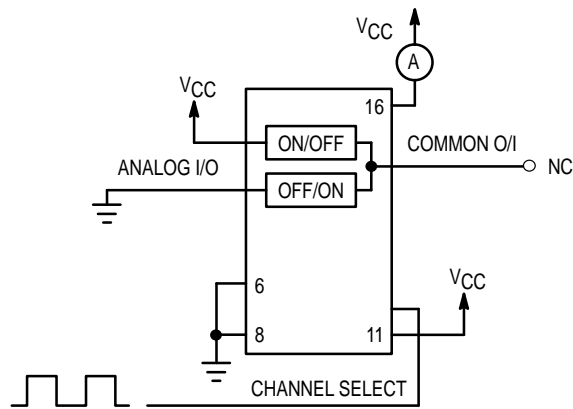 VCC
A
16
VCC
ON/OFF
COMMON O/I
NC
ANALOG I/O
OFF/ON
VCC
6
8
11
CHANNEL SELECT